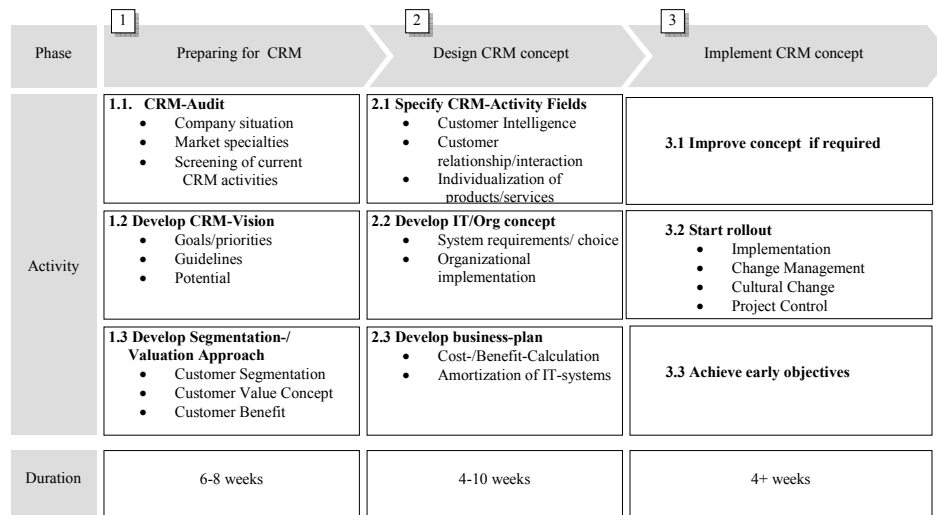 1
2
3
Phase
Preparing for CRM
Design CRM concept
Implement CRM concept
Activity
1.1. CRM-Audit
• Company situation
• Market specialties
• Screening of current
CRM activities
2.1 Specify CRM-Activity Fields
• Customer Intelligence
• Customer
relationship/interaction
• Individualization of
products/services
3.1 Improve concept if required
1.2 Develop CRM-Vision
• Goals/priorities
• Guidelines
• Potential
2.2 Develop IT/Org concept
• System requirements/ choice
• Organizational
implementation
3.2 Start rollout
• Implementation
• Change Management
• Cultural Change
• Project Control
1.3 Develop Segmentation-/
Valuation Approach
• Customer Segmentation
• Customer Value Concept
• Customer Benefit
2.3 Develop business-plan
• Cost-/Benefit-Calculation
• Amortization of IT-systems
3.3 Achieve early objectives
Duration
6-8 weeks
4-10 weeks
4+ weeks